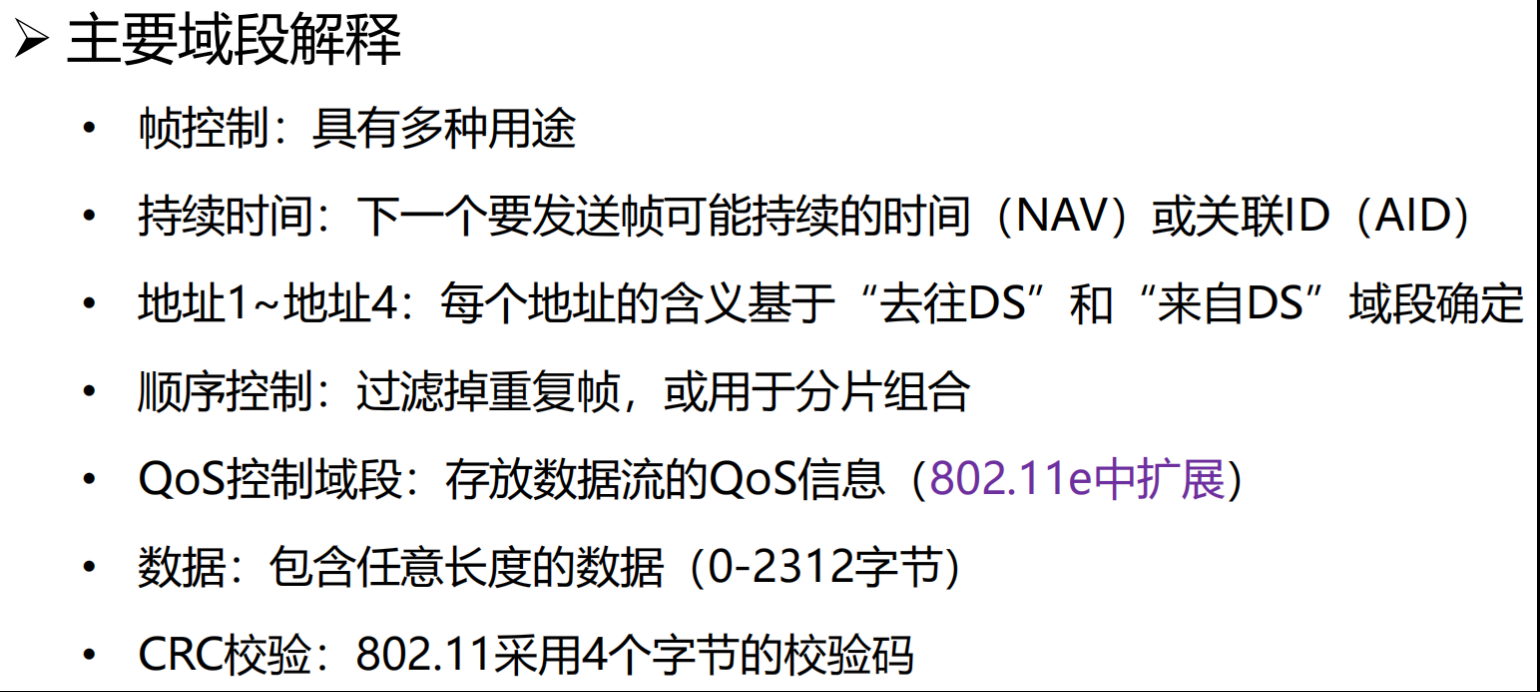 ➢ 主要域段解释
• 帧控制：具有多种用途
• 持续时间：下一个要发送帧可能持续的时间（NAV）或关联ID（AID）
• 地址1~地址4：每个地址的含义基于“去往DS”和“来自DS”域段确定
• 顺序控制：过滤掉重复帧，或用于分片组合
• QoS控制域段：存放数据流的QoS信息（802.11e中扩展）
• 数据：包含任意长度的数据（0-2312字节）
• CRC校验：802.11采用4个字节的校验码